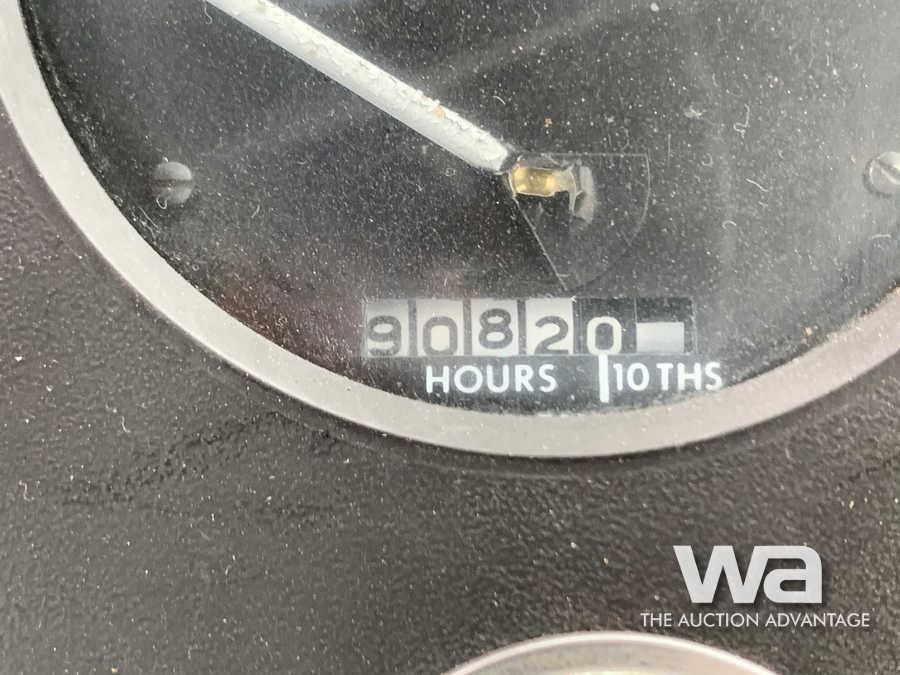 90820
HOURS 10THS
wa
THE AUCTION ADVANTAGE